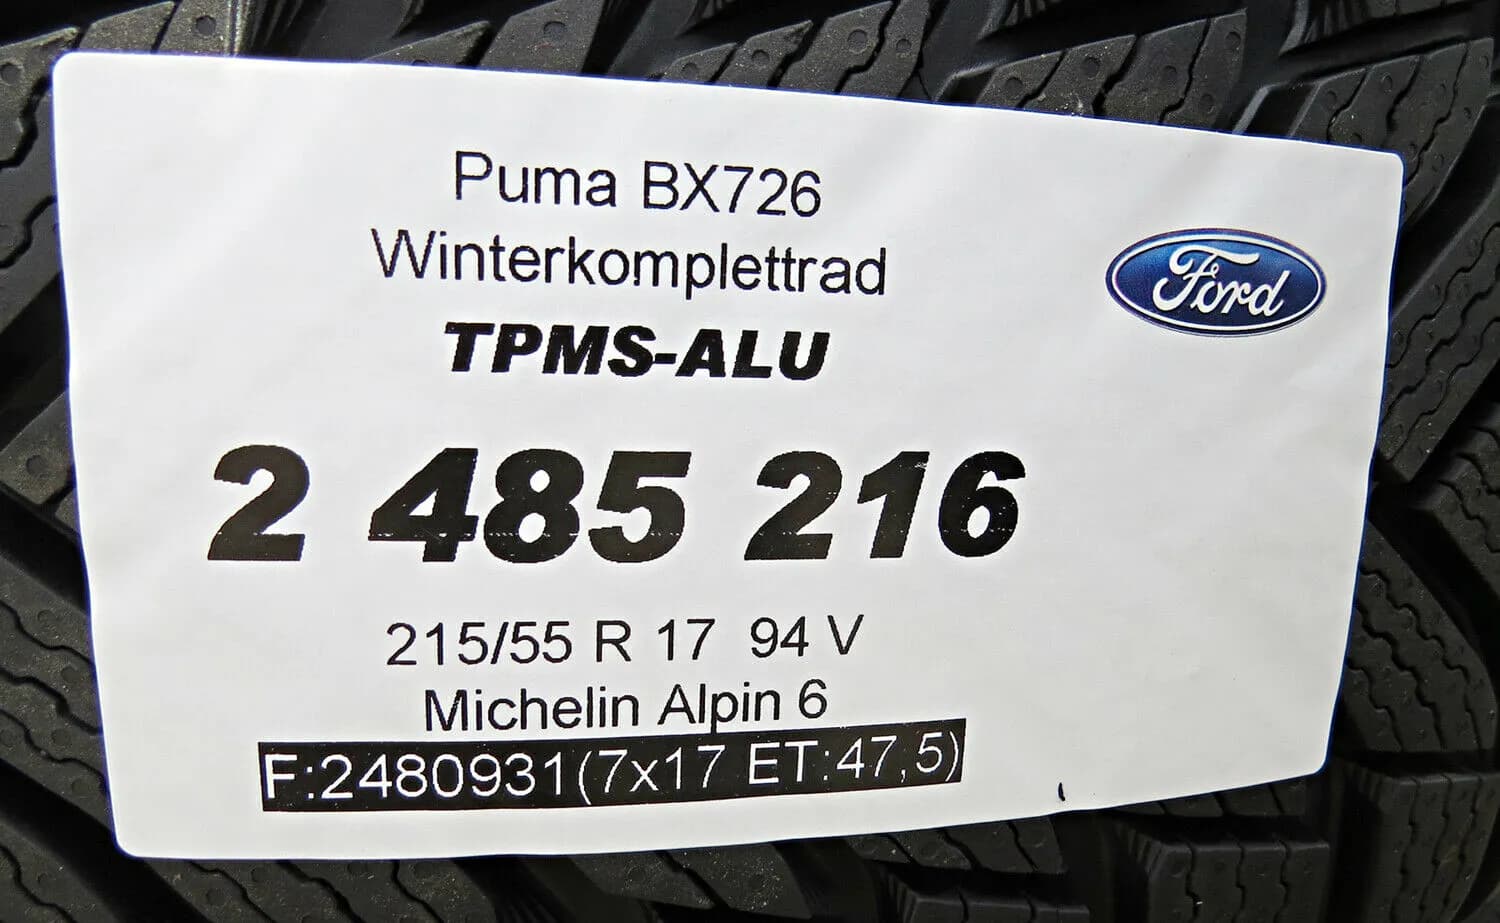 Puma BX726
Winterkomplettrad
TPMS-ALU
Ford
2 485 216
215/55 R 17 94 V
Michelin Alpin 6
F:2480931(7x17 ET:47,5)